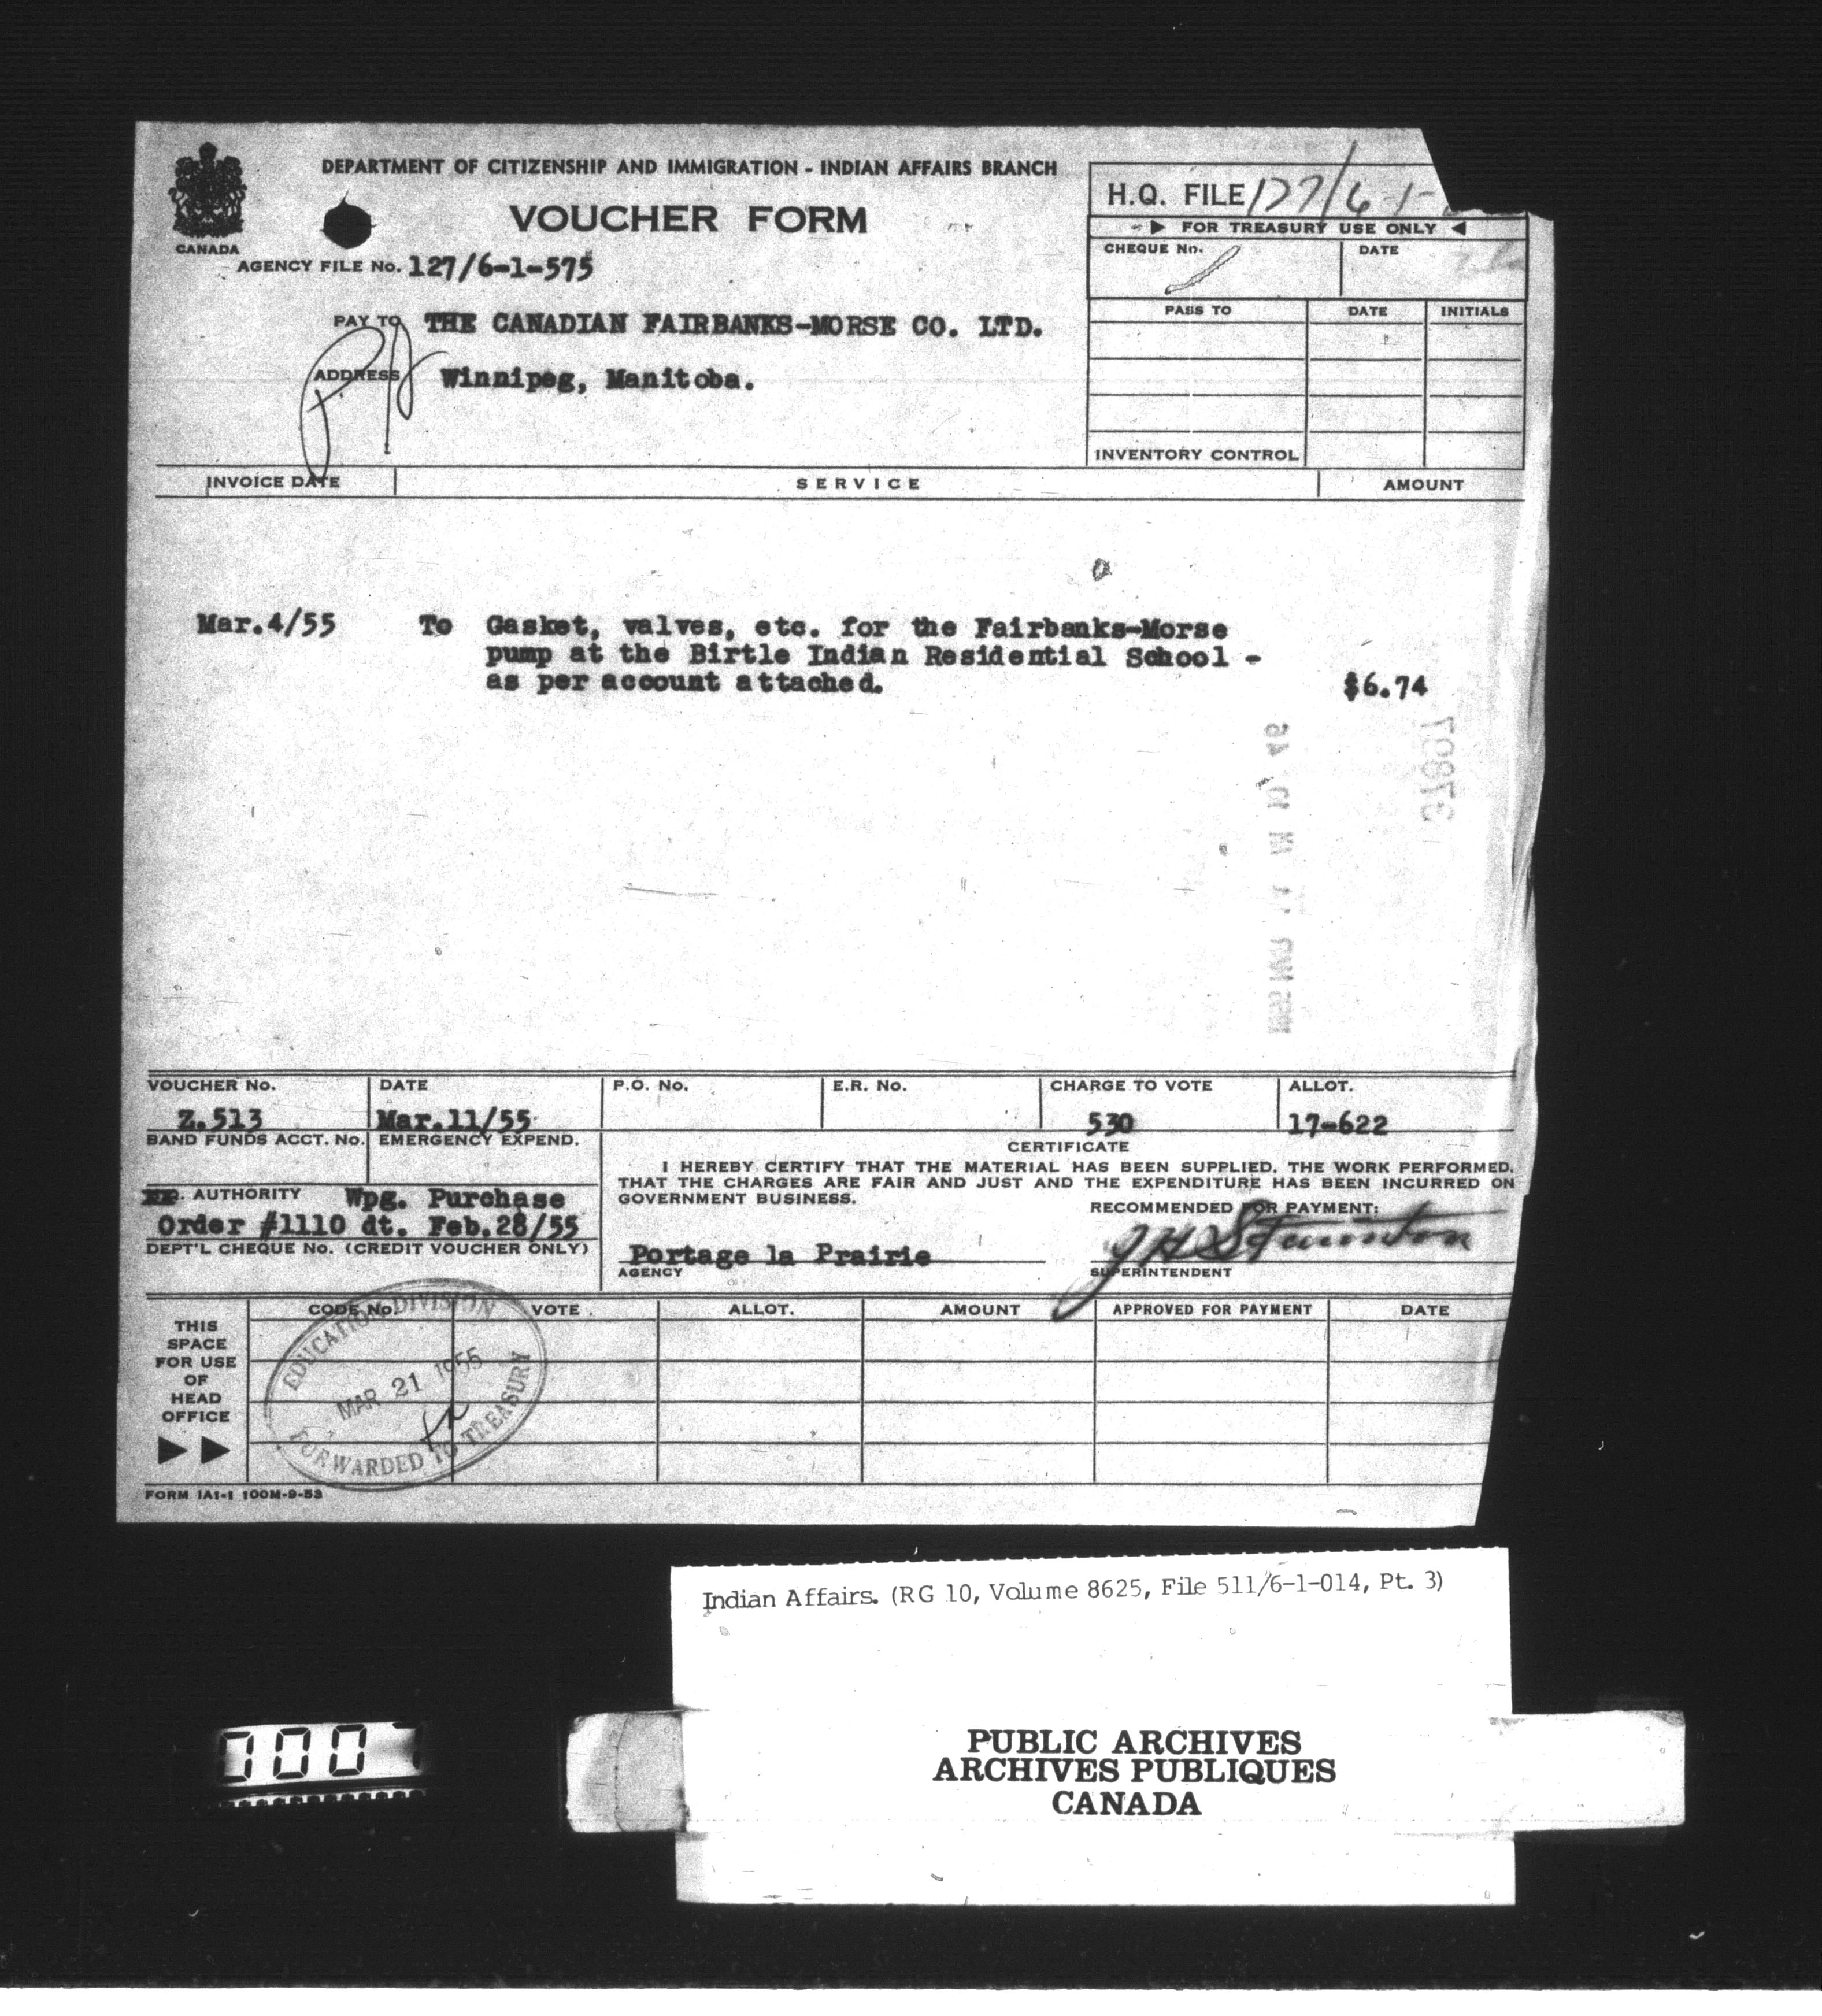 DEPARTMENT OF CITIZENSHIP AND IMMIGRATION - INDIAN AFFAIRS BRANCH
VOUCHER FORM
CANADA
AGENCY FILE No. 127/6-1-575
PAY TO THE CANADIAN FAIRBANKS-MORSE CO. LTD.
ADDRESS Winnipeg, Manitoba.
H.Q. FILE 127/6-1-
FOR TREASURY USE ONLY
CHEQUE No. DATE
PASS TO DATE INITIALS
INVENTORY CONTROL
INVOICE DATE SERVICE AMOUNT
Mar.4/55 To Gasket, valves, etc. for the Fairbanks-Morse
pump at the Birtle Indian Residential School -
as per account attached. $6.74
37897
VOUCHER No. DATE P.O. No. E.R. No. CHARGE TO VOTE ALLOT.
Z.513 Mar.11/55 530 17-622
BAND FUNDS ACCT. No. EMERGENCY EXPEND.
CERTIFICATE
I HEREBY CERTIFY THAT THE MATERIAL HAS BEEN SUPPLIED, THE WORK PERFORMED,
THAT THE CHARGES ARE FAIR AND JUST AND THE EXPENDITURE HAS BEEN INCURRED ON
GOVERNMENT BUSINESS.
AUTHORITY Wpg. Purchase
Order #1110 dt. Feb.28/55
DEPT'L CHEQUE No. (CREDIT VOUCHER ONLY)
RECOMMENDED FOR PAYMENT:
Portage la Prairie
J H Staunton
AGENCY
SUPERINTENDENT
THIS
SPACE
FOR USE
OF
HEAD
OFFICE
CODE No. VOTE ALLOT. AMOUNT APPROVED FOR PAYMENT DATE
EDUCATION DIVISION
MAR 21 1955
FORWARDED TO TREASURY
FORM IA1-1 100M-9-53
Indian Affairs. (RG 10, Volume 8625, File 511/6-1-014, Pt. 3)
PUBLIC ARCHIVES
ARCHIVES PUBLIQUES
CANADA